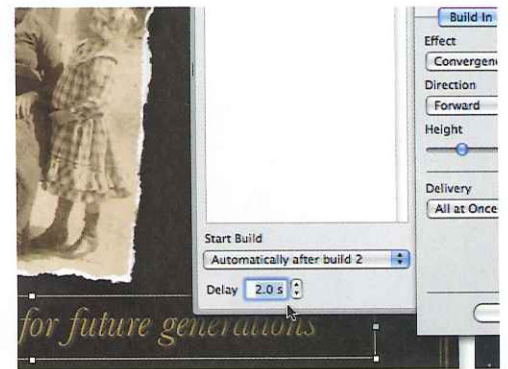 Build In
Effect
Convergen
Direction
Forward
Height
Delivery
All at Once
Start Build
Automatically after build 2
Delay 2.0 s
for future generations